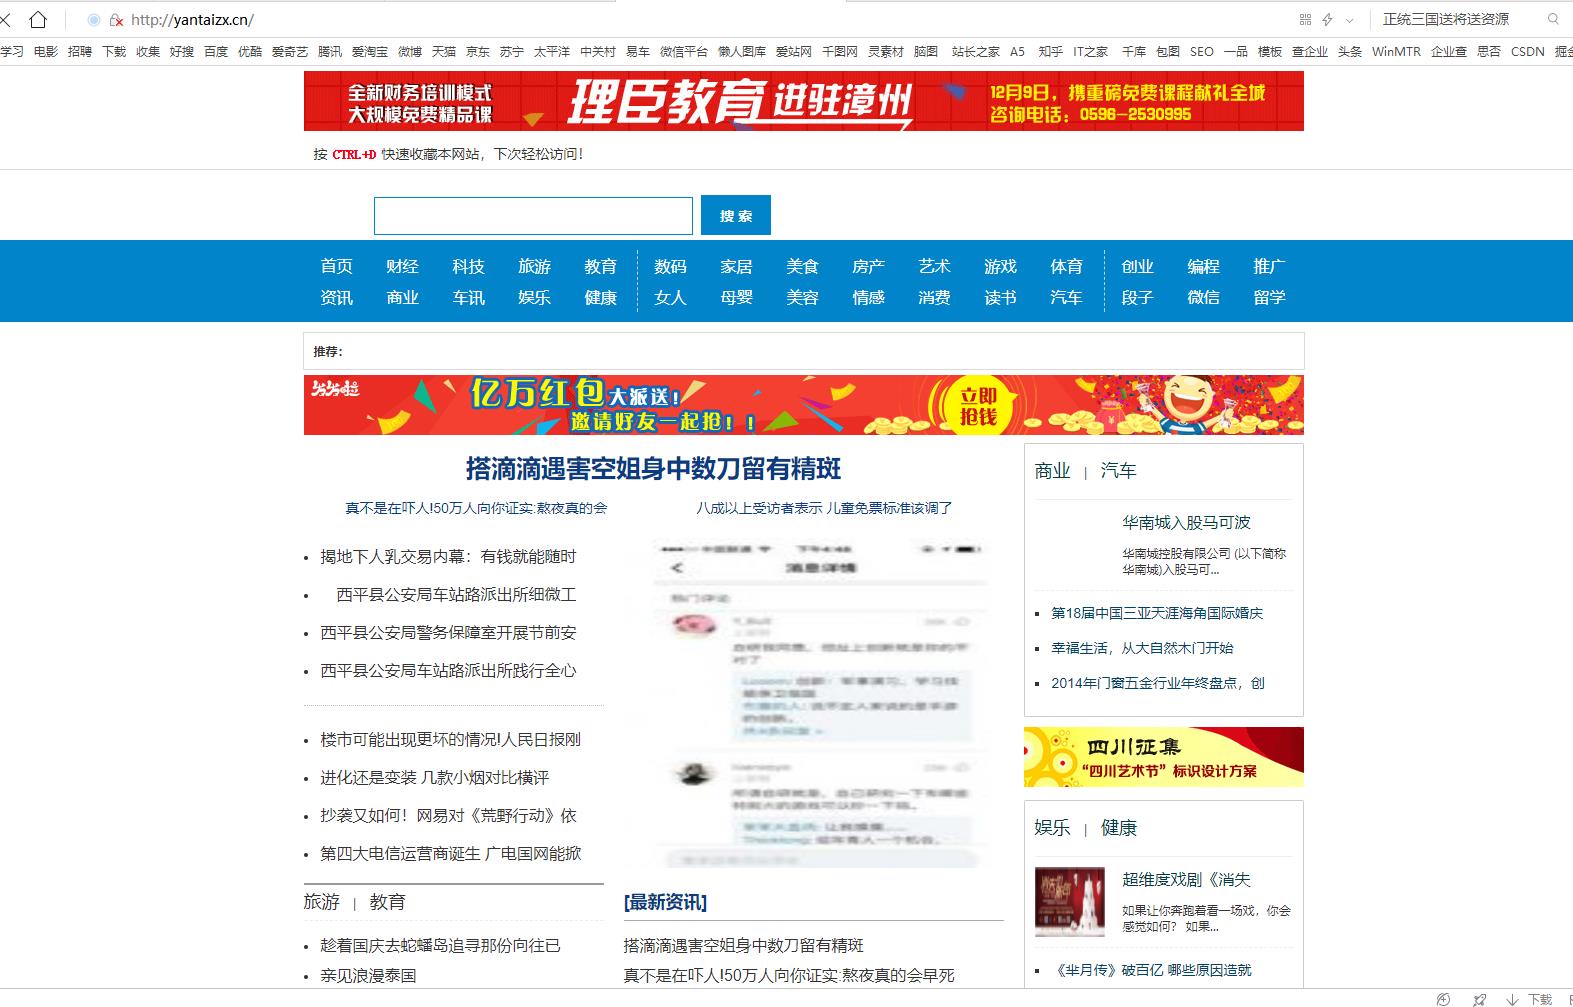 http://yantaizx.cn/
正统三国送将送资源
学习 电影 招聘 下载 收集 好搜 百度 优酷 爱奇艺 腾讯 爱淘宝 微博 天猫 京东 苏宁 太平洋 中关村 易车 微信平台 懒人图库 爱站网 千图网 灵素材 脑图 站长之家 A5 知乎 IT之家 千库 包图 SEO 一品 模板 查企业 头条 WinMTR 企业查 思否 CSDN
全新财务培训模式
大规模免费精品课
理臣教育进驻漳州
12月9日，携重磅免费课程献礼全城
咨询电话：0596-2530995
按 CTRL+D 快速收藏本网站，下次轻松访问！
搜 索
首页 财经 科技 旅游 教育 数码 家居 美食 房产 艺术 游戏 体育 创业 编程 推广
资讯 商业 车讯 娱乐 健康 女人 母婴 美容 情感 消费 读书 汽车 段子 微信 留学
推荐：
亿万红包大派送！
邀请好友一起抢！！
立即
抢钱
搭滴滴遇害空姐身中数刀留有精斑
真不是在吓人!50万人向你证实:熬夜真的会
八成以上受访者表示 儿童免票标准该调了
揭地下人乳交易内幕：有钱就能随时
西平县公安局车站路派出所细微工
西平县公安局警务保障室开展节前安
西平县公安局车站路派出所践行全心
楼市可能出现更坏的情况!人民日报刚
进化还是变装 几款小烟对比横评
抄袭又如何！网易对《荒野行动》依
第四大电信运营商诞生 广电国网能掀
消息详情
热门评论
旅游 | 教育
趁着国庆去蛇蟠岛追寻那份向往已
亲见浪漫泰国
[最新资讯]
搭滴滴遇害空姐身中数刀留有精斑
真不是在吓人!50万人向你证实:熬夜真的会早死
商业 | 汽车
华南城入股马可波
华南城控股有限公司 (以下简称
华南城)入股马可...
第18届中国三亚天涯海角国际婚庆
幸福生活，从大自然木门开始
2014年门窗五金行业年终盘点，创
四川征集
“四川艺术节”标识设计方案
娱乐 | 健康
超维度戏剧《消失
如果让你奔跑着看一场戏，你会
感觉如何？ 如果...
《芈月传》破百亿 哪些原因造就
下载